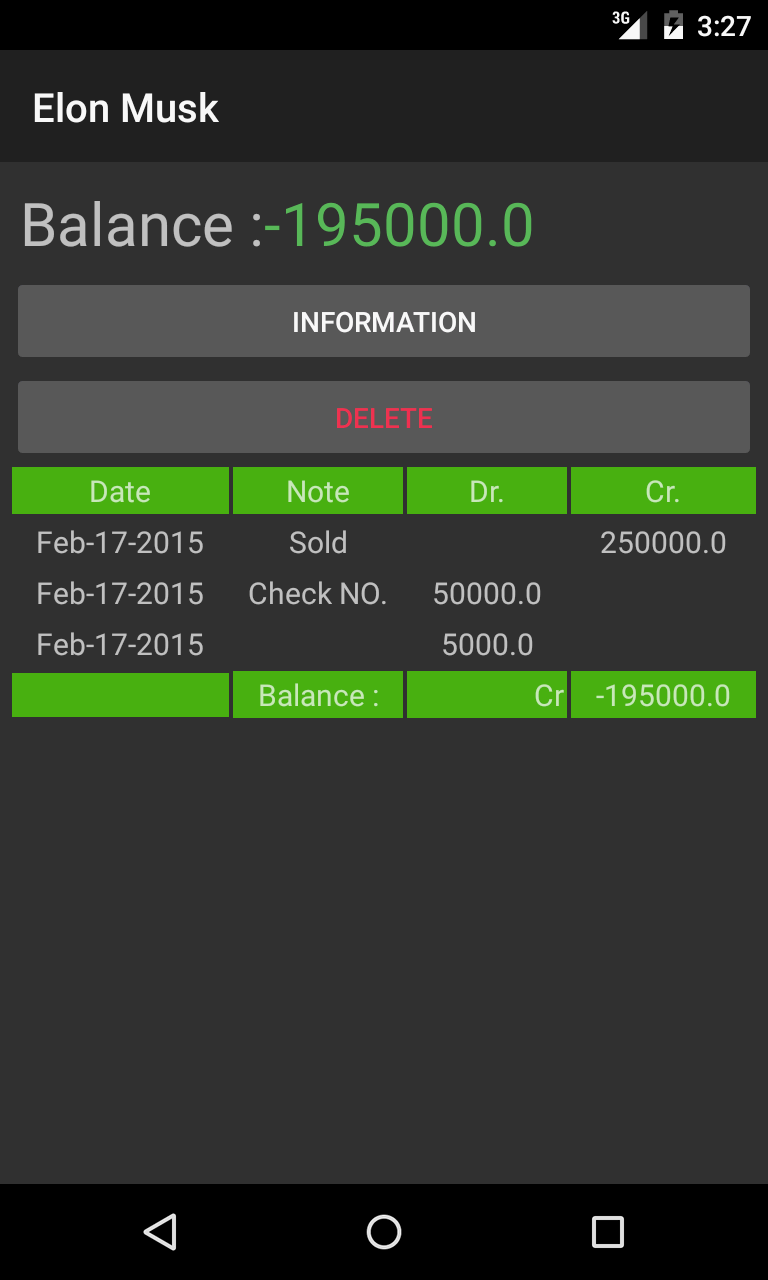 3G 3:27
Elon Musk
Balance :-195000.0
INFORMATION
DELETE
Date Note Dr. Cr.
Feb-17-2015 Sold 250000.0
Feb-17-2015 Check NO. 50000.0
Feb-17-2015 5000.0
Balance : Cr -195000.0